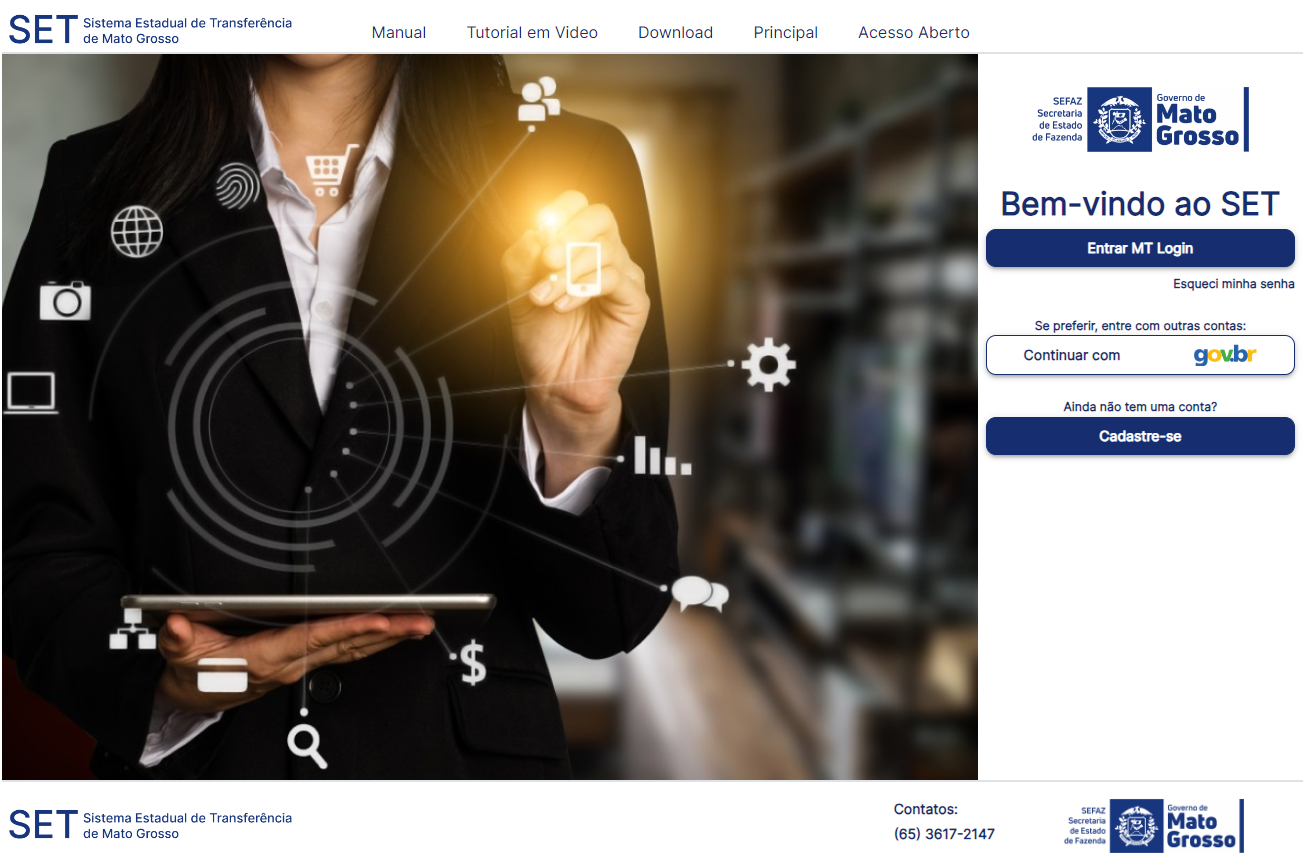 SET Sistema Estadual de Transferência
de Mato Grosso
Manual Tutorial em Video Download Principal Acesso Aberto
SEFAZ
Secretaria
de Estado
de Fazenda
Governo de
Mato
Grosso
Bem-vindo ao SET
Entrar MT Login
Esqueci minha senha
Se preferir, entre com outras contas:
Continuar com gov.br
Ainda não tem uma conta?
Cadastre-se
$
SET Sistema Estadual de Transferência
de Mato Grosso
Contatos:
(65) 3617-2147
SEFAZ
Secretaria
de Estado
de Fazenda
Governo de
Mato
Grosso